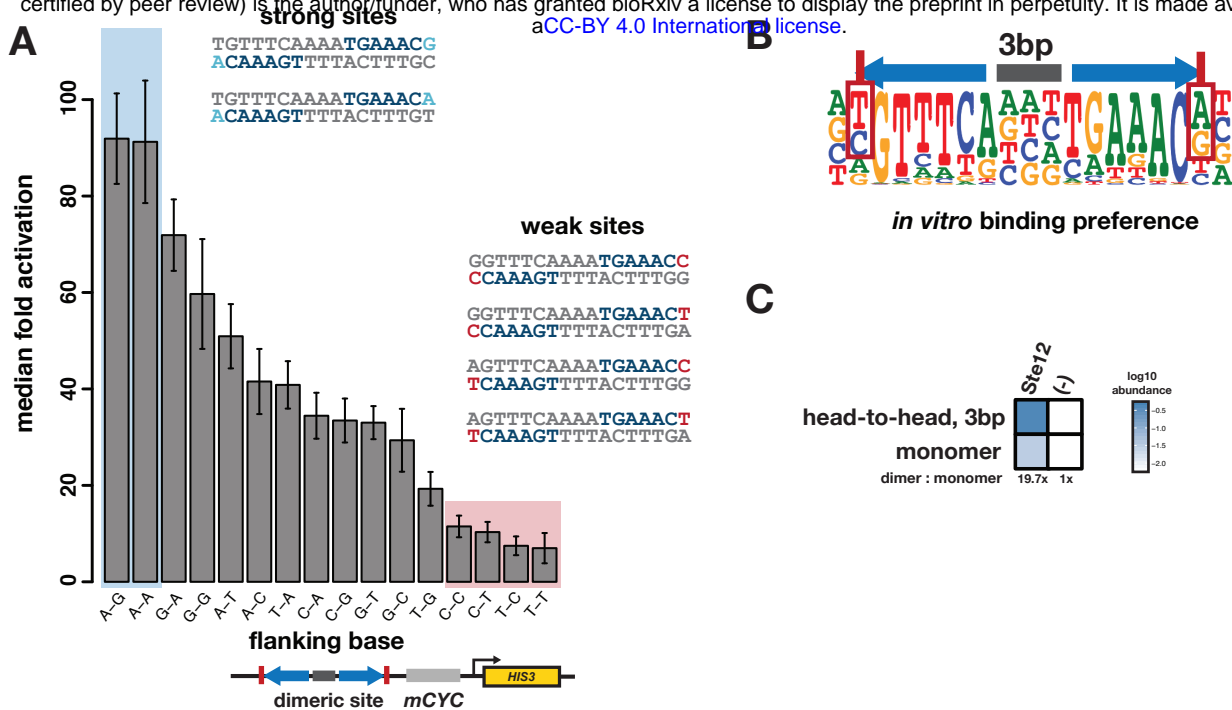 certified by peer review) is the author/funder, who has granted bioRxiv a license to display the preprint in perpetuity. It is made av
aCC-BY 4.0 International license.
A
strong sites
TGTTTCAAAATGAAACG
ACAAAGTTTTACTTTGC
TGTTTCAAAATGAAACA
ACAAAGTTTTACTTTGT
weak sites
GGTTTCAAAATGAAACC
CCAAAGTTTTACTTTGG
GGTTTCAAAATGAAACT
CCAAAGTTTTACTTTGA
AGTTTCAAAATGAAACC
TCAAAGTTTTACTTTGG
AGTTTCAAAATGAAACT
TCAAAGTTTTACTTTGA
median fold activation
100
80
60
40
20
0
A-G A-A G-A G-G A-T A-C T-A C-A C-G G-T G-C T-G C-C C-T T-C T-T
flanking base
dimeric site mCYC HIS3
B
3bp
in vitro binding preference
C
Ste12 (-)
head-to-head, 3bp
monomer
dimer : monomer 19.7x 1x
log10
abundance
-0.5
-1.0
-1.5
-2.0